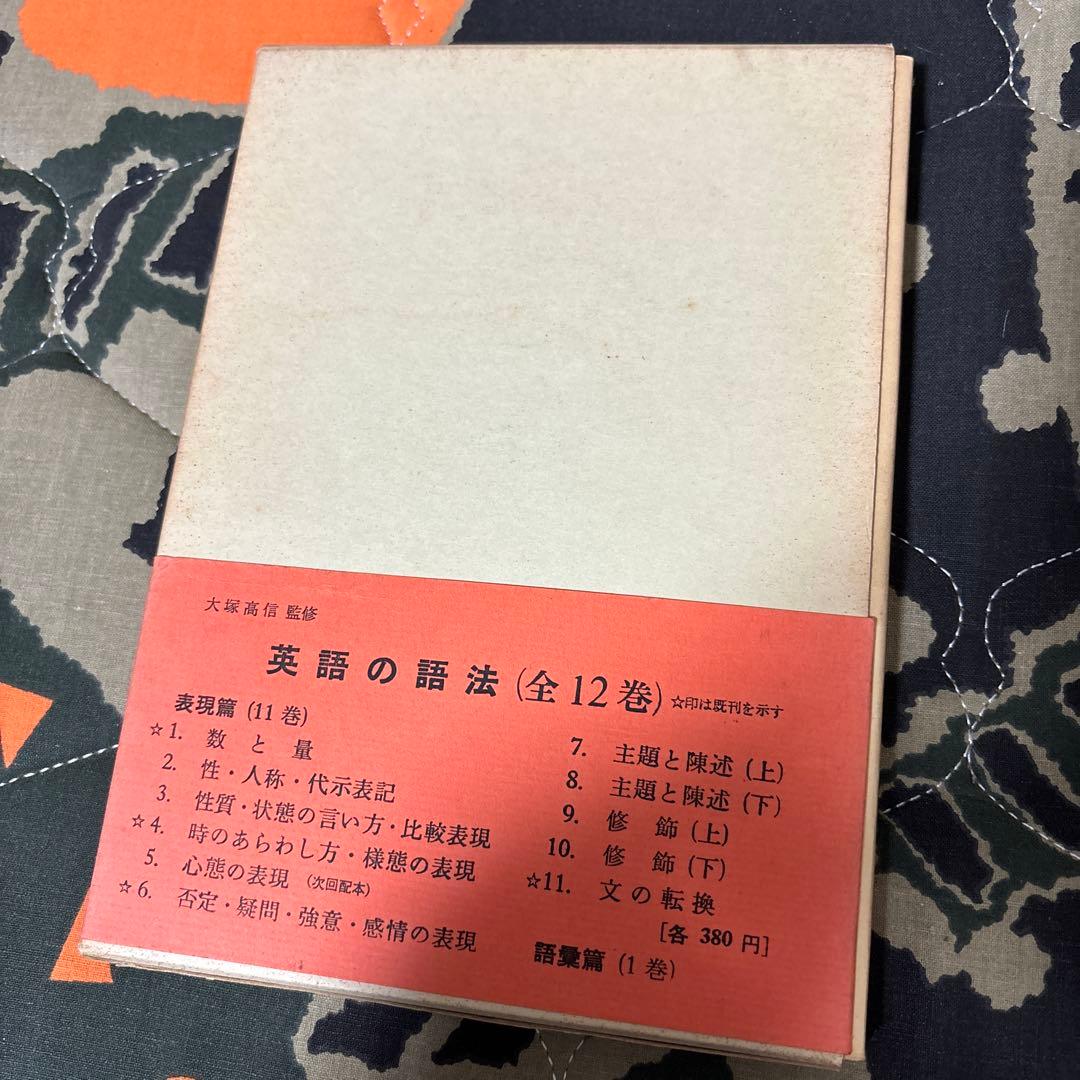 大塚高信 監修
英語の語法(全12巻)☆印は既刊を示す
表現篇 (11巻)
☆1. 数と量
2. 性・人称・代示表記
3. 性質・状態の言い方・比較表現
☆4. 時のあらわし方・様態の表現
5. 心態の表現 (次回配本)
☆6. 否定・疑問・強意・感情の表現
7. 主題と陳述 (上)
8. 主題と陳述 (下)
9. 修飾 (上)
10. 修飾 (下)
☆11. 文の転換
[各 380 円]
語彙篇 (1巻)